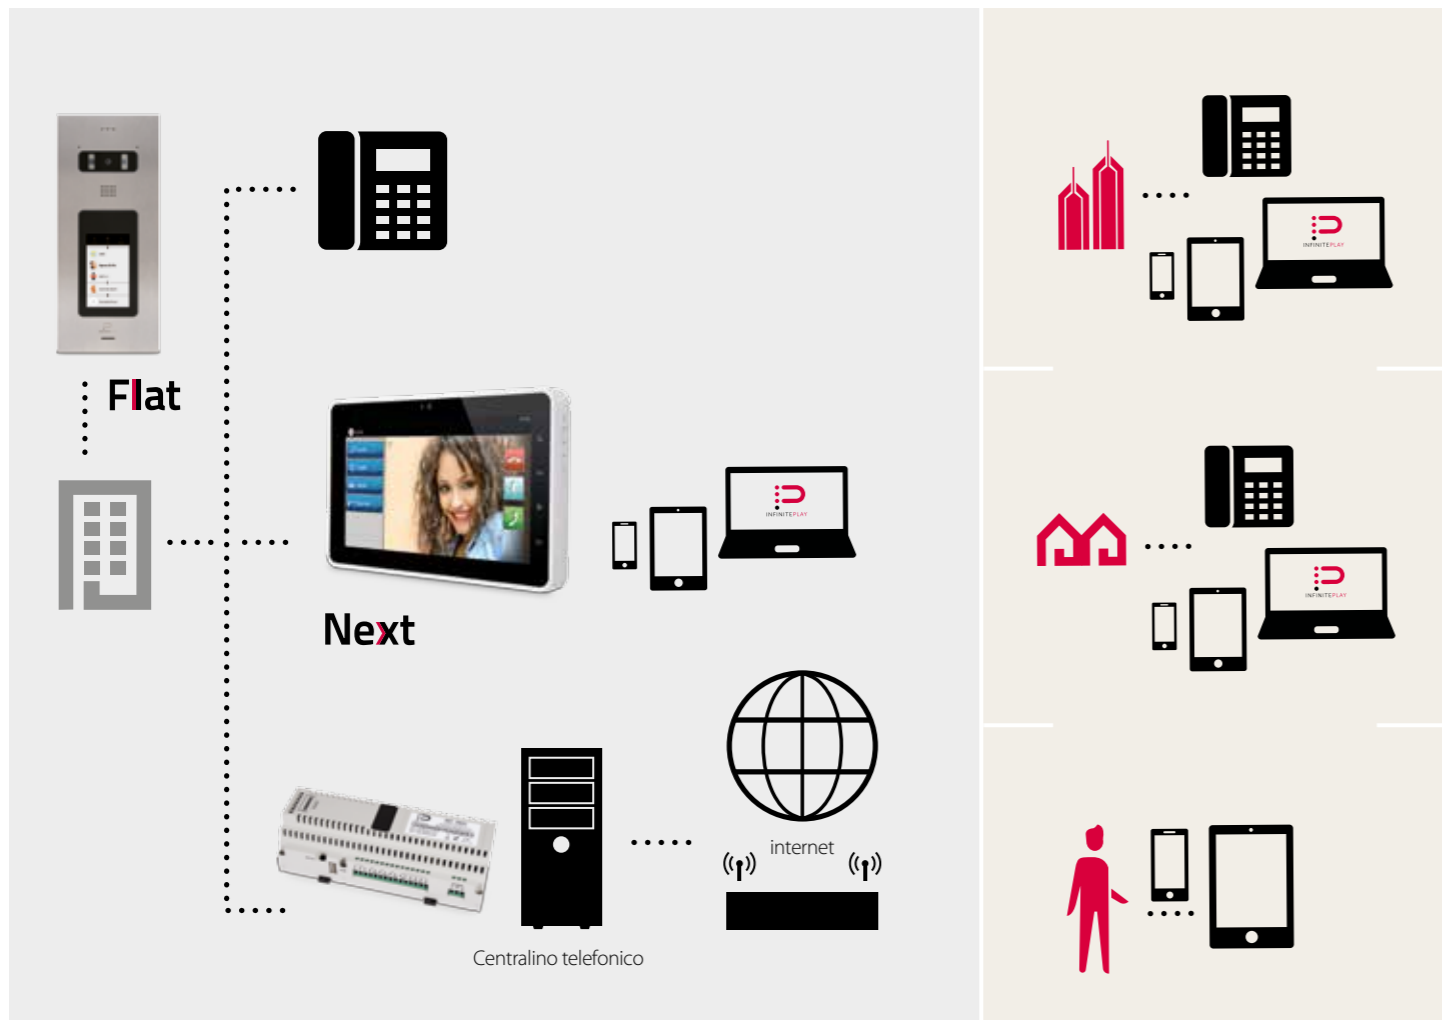 Flat
INFINITEPLAY
Next
internet
Centralino telefonico
INFINITEPLAY
INFINITEPLAY